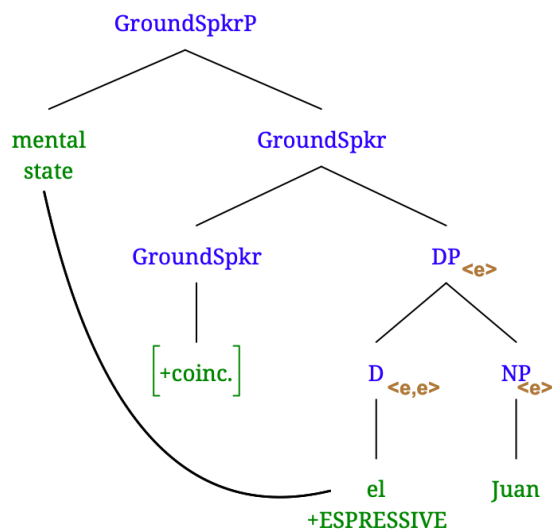 GroundSpkrP
mental
state
GroundSpkr
GroundSpkr
DP<e>
[+coinc.]
D<e,e>
NP<e>
el
+ESPRESSIVE
Juan